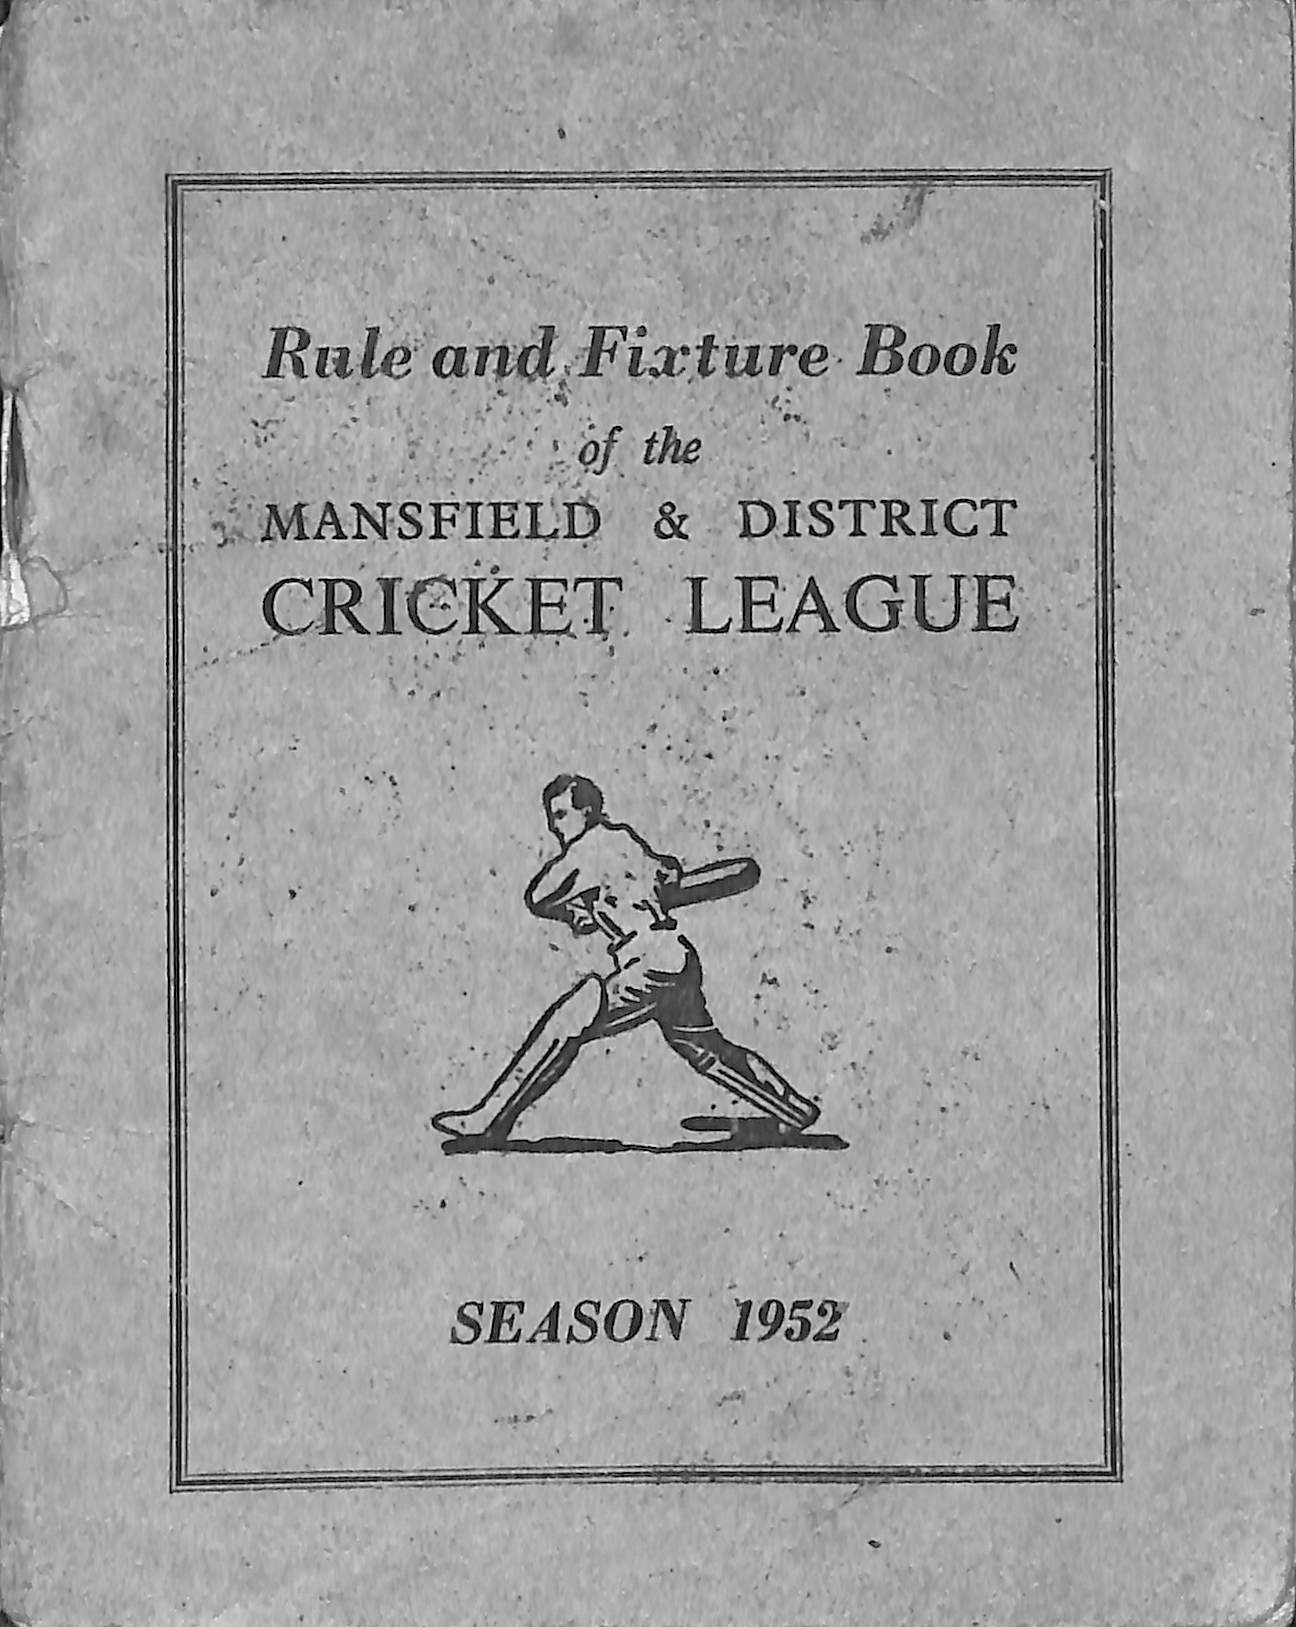 Rule and Fixture Book
of the
MANSFIELD & DISTRICT
CRICKET LEAGUE
SEASON 1952